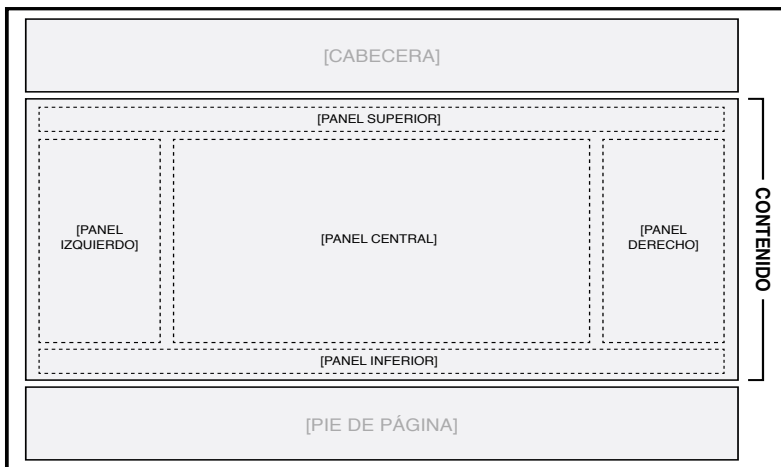 [CABECERA]
[PANEL SUPERIOR]
[PANEL
IZQUIERDO]
[PANEL CENTRAL]
[PANEL
DERECHO]
CONTENIDO
[PANEL INFERIOR]
[PIE DE PÁGINA]